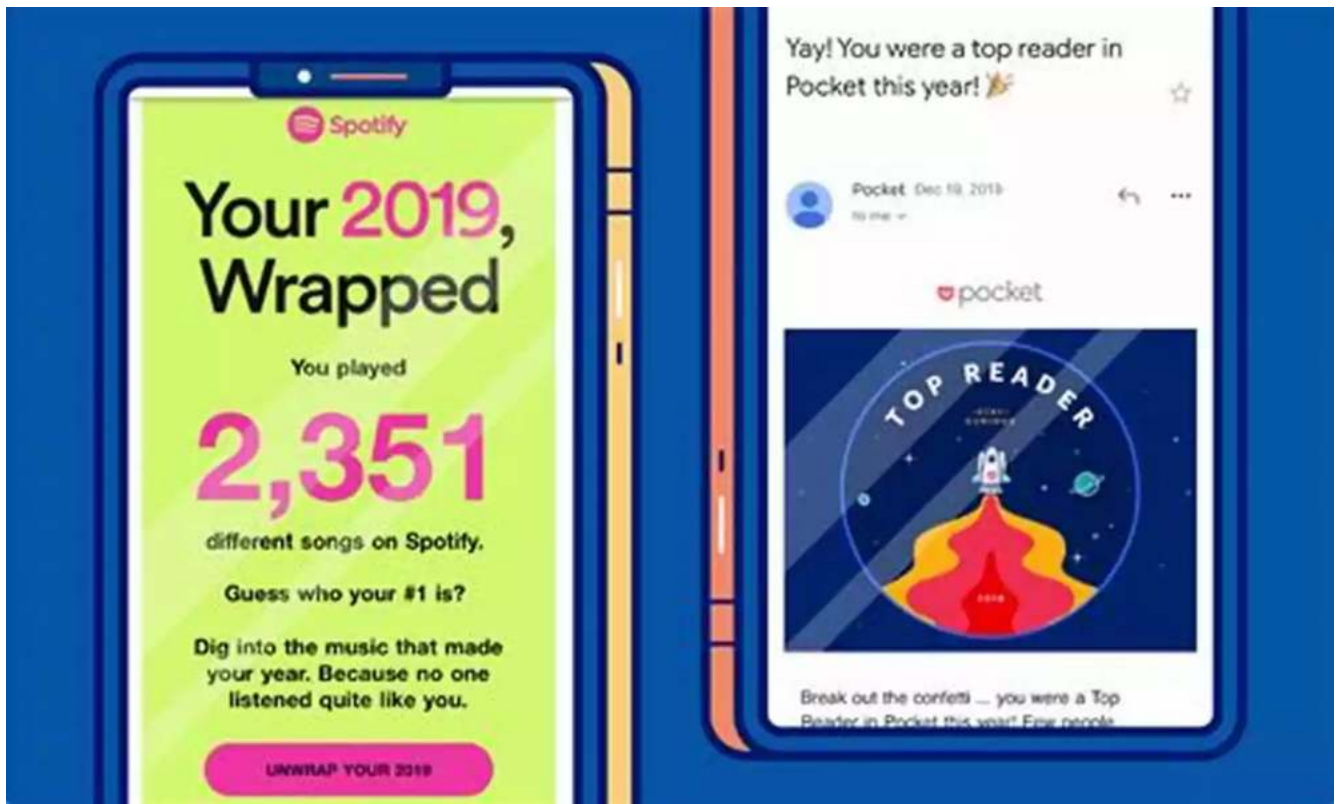 Spotify
Your 2019,
Wrapped
You played
2,351
different songs on Spotify.
Guess who your #1 is?
Dig into the music that made
your year. Because no one
listened quite like you.
UNWRAP YOUR 2019
Yay! You were a top reader in
Pocket this year! 🎉
Pocket Dec 19,
to me
pocket
TOP READER
Break out the confetti ... you were a Top
Reader in Pocket this year! Few people